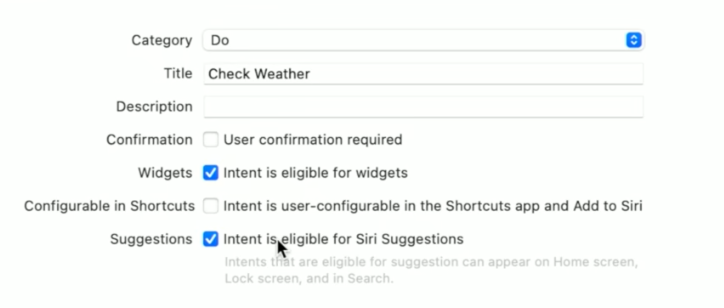 Category Do
Title Check Weather
Description
Confirmation User confirmation required
Widgets Intent is eligible for widgets
Configurable in Shortcuts Intent is user-configurable in the Shortcuts app and Add to Siri
Suggestions Intent is eligible for Siri Suggestions
Intents that are eligible for suggestion can appear on Home screen,
Lock screen, and in Search.